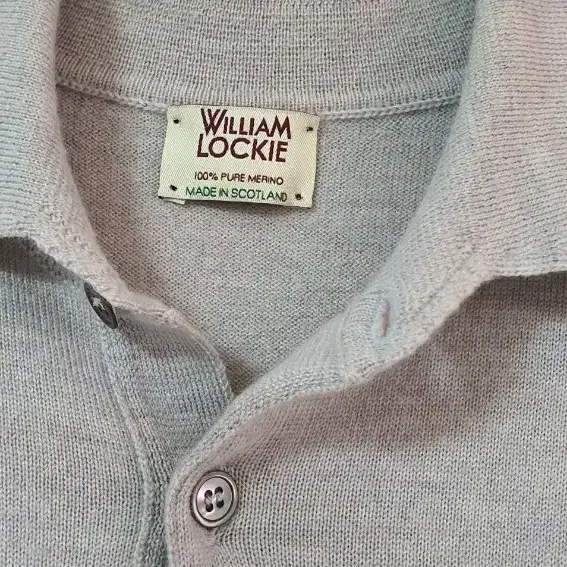 WILLIAM
LOCKIE
100% PURE MERINO
MADE IN SCOTLAND